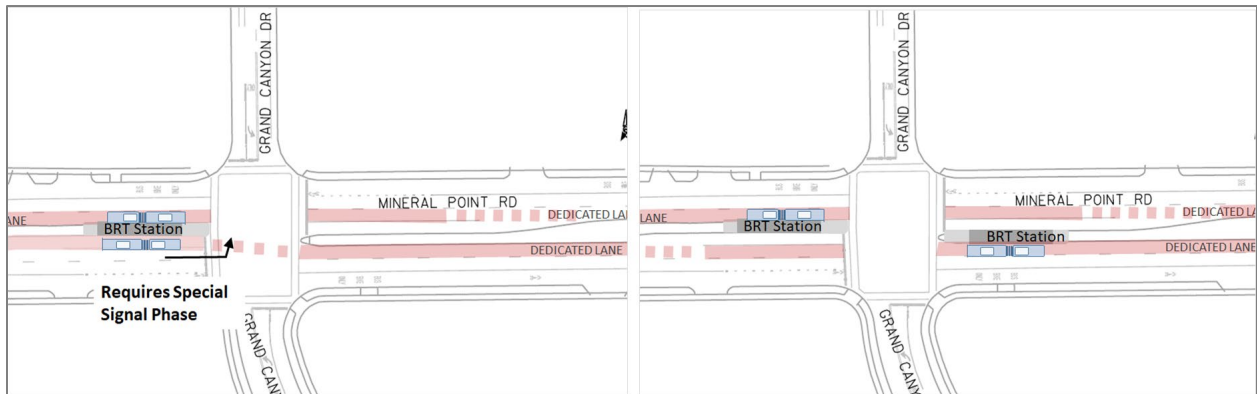 GRAND CANYON DR
MINERAL POINT RD
LANE
DEDICATED LANE
BRT Station
DEDICATED LANE
Requires Special
Signal Phase
GRAND CAN
GRAND CANYON DR
MINERAL POINT RD
LANE
DEDICATED LA
BRT Station
BRT Station
DEDICATED LANE
GRAND CANY